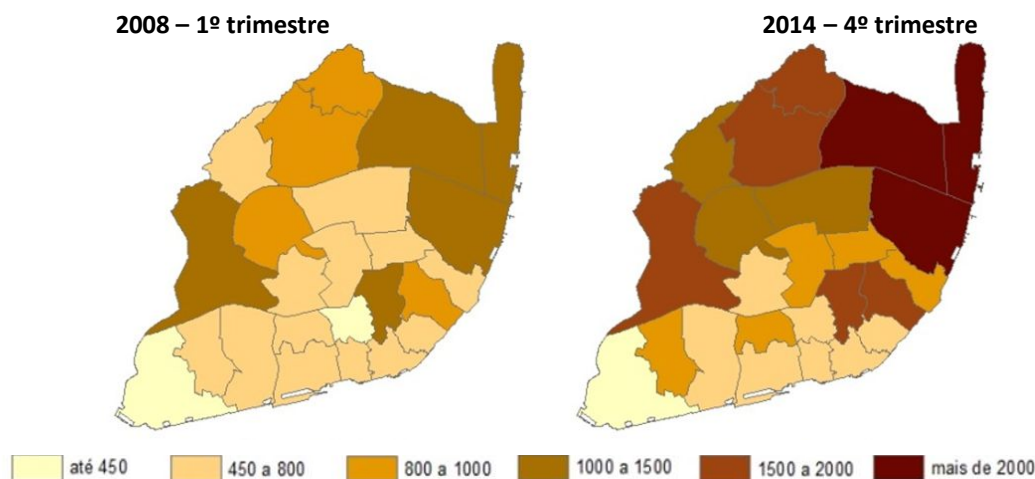 2008 – 1º trimestre
2014 – 4º trimestre
até 450
450 a 800
800 a 1000
1000 a 1500
1500 a 2000
mais de 2000